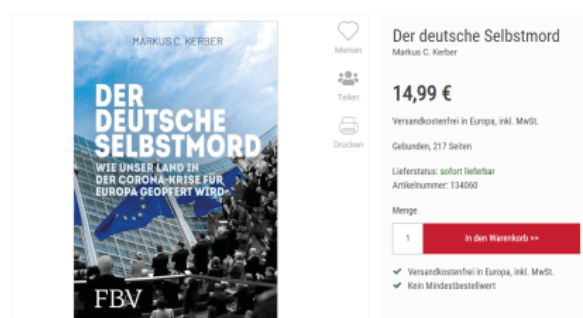 MARKUS C. KERBER
DER
DEUTSCHE
SELBSTMORD
WIE UNSER LAND IN
DER CORONA-KRISE FÜR
EUROPA GEOPFERT WIRD
FBV
Merken
Teilen
Drucken
Der deutsche Selbstmord
Markus C. Kerber
14,99 €
Versandkostenfrei in Europa, inkl. MwSt.
Gebunden, 217 Seiten
Lieferstatus: sofort lieferbar
Artikelnummer: 134060
Menge
1
In den Warenkorb >>
✔ Versandkostenfrei in Europa, inkl. MwSt.
✔ Kein Mindestbestellwert